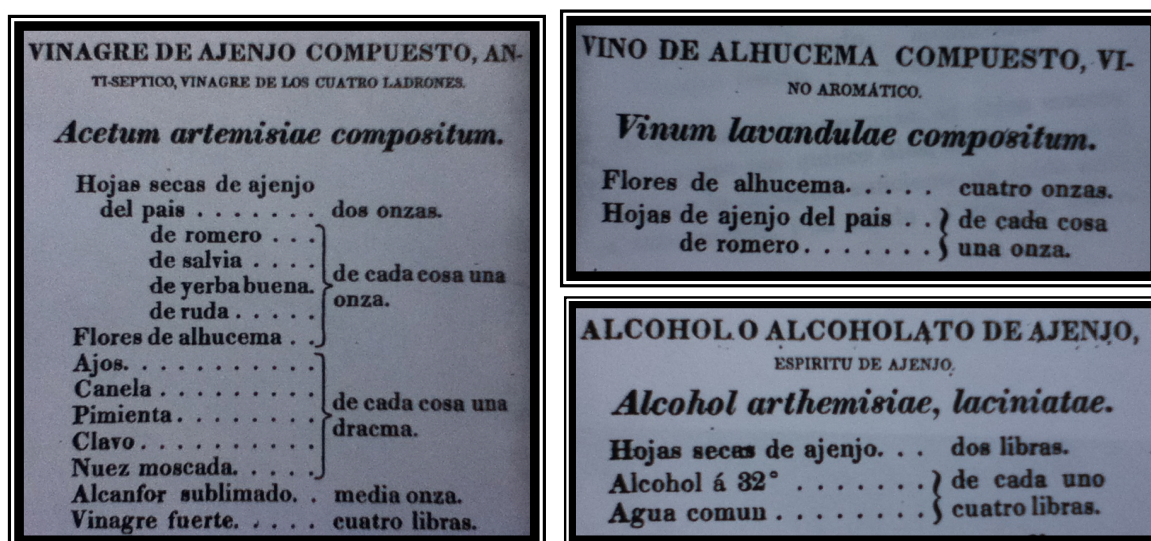 VINAGRE DE AJENJO COMPUESTO, AN-
TI-SEPTICO, VINAGRE DE LOS CUATRO LADRONES.
Acetum artemisiae compositum.
Hojas secas de ajenjo
del pais . . . . . . . dos onzas.
de romero . . .
de salvia . . . .
de yerba buena. de cada cosa una
de ruda . . . . . onza.
Flores de alhucema . .
Ajos. . . . . . . . . . .
Canela . . . . . . . . . de cada cosa una
Pimienta. . . . . . . . dracma.
Clavo . . . . . . . . . .
Nuez moscada. . . . . .
Alcanfor sublimado. . media onza.
Vinagre fuerte. . . . . cuatro libras.
VINO DE ALHUCEMA COMPUESTO, VI-
NO AROMÁTICO.
Vinum lavandulae compositum.
Flores de alhucema. . . . . cuatro onzas.
Hojas de ajenjo del pais . . de cada cosa
de romero. . . . . . . una onza.
ALCOHOL O ALCOHOLATO DE AJENJO,
ESPIRITU DE AJENJO.
Alcohol arthemisiae, laciniatae.
Hojas secas de ajenjo. . . dos libras.
Alcohol á 32° . . . . . . . de cada uno
Agua comun . . . . . . . . cuatro libras.